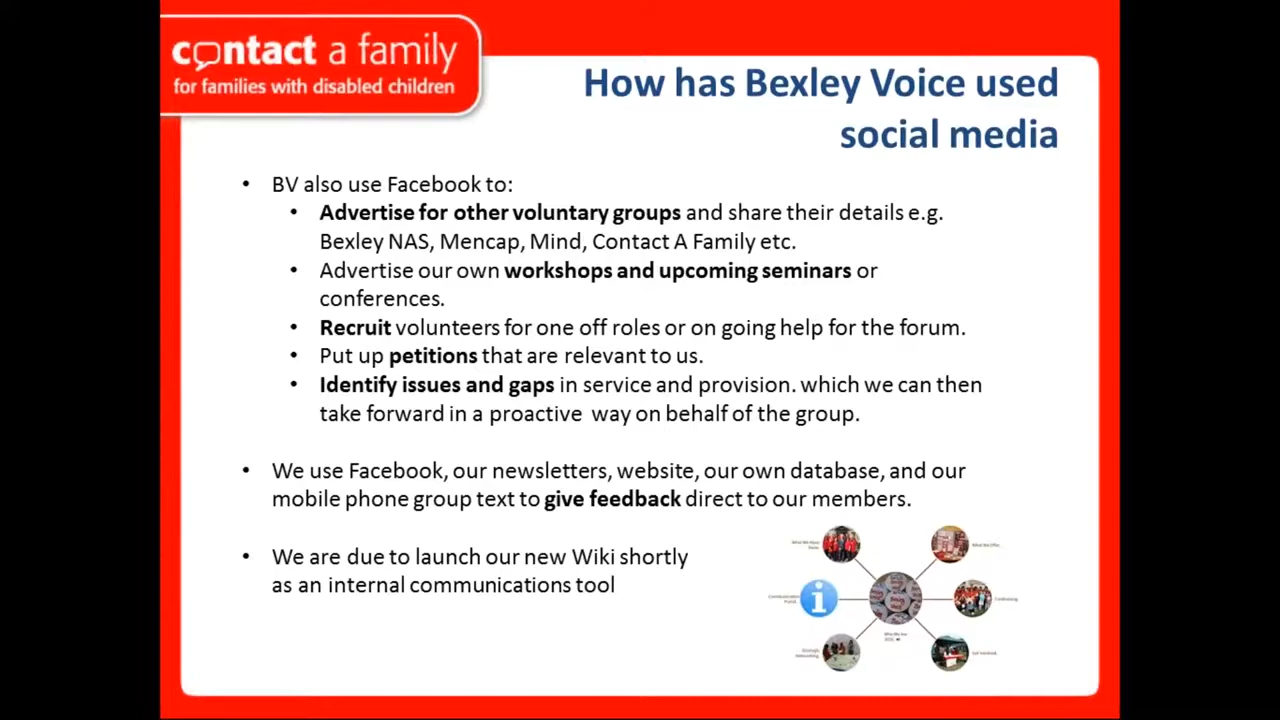 contact a family
for families with disabled children
How has Bexley Voice used
social media
• BV also use Facebook to:
• Advertise for other voluntary groups and share their details e.g.
Bexley NAS, Mencap, Mind, Contact A Family etc.
• Advertise our own workshops and upcoming seminars or
conferences.
• Recruit volunteers for one off roles or on going help for the forum.
• Put up petitions that are relevant to us.
• Identify issues and gaps in service and provision. which we can then
take forward in a proactive way on behalf of the group.
• We use Facebook, our newsletters, website, our own database, and our
mobile phone group text to give feedback direct to our members.
• We are due to launch our new Wiki shortly
as an internal communications tool
What We Offer
Fundraising
Get Involved